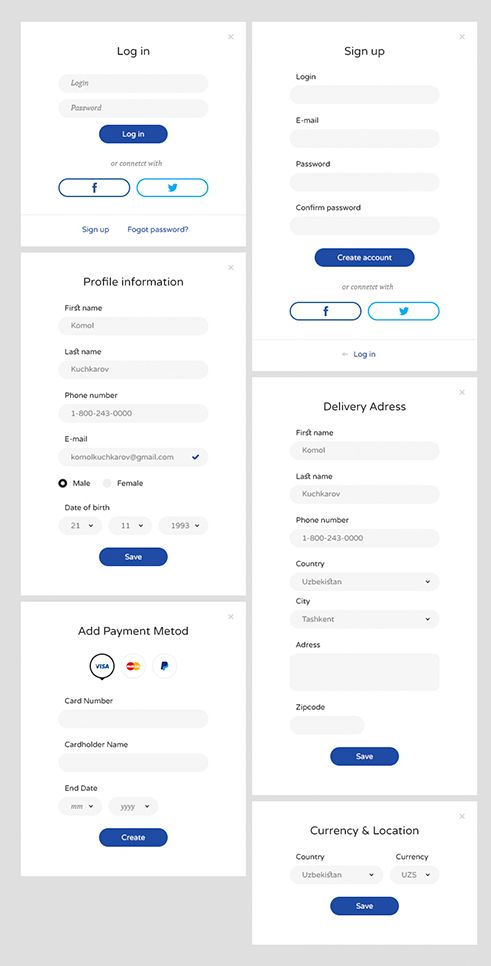 ×
Log in
Login
Password
Log in
or connetct with
f
Sign up Fogot password?
×
Sign up
Login
E-mail
Password
Confirm password
Create account
or connetct with
f
← Log in
×
Profile information
First name
Komol
Last name
Kuchkarov
Phone number
1-800-243-0000
E-mail
komolkuchkarov@gmail.com
Male Female
Date of birth
21 11 1993
Save
×
Delivery Adress
First name
Komol
Last name
Kuchkarov
Phone number
1-800-243-0000
Country
Uzbekistan
City
Tashkent
Adress
Zipcode
Save
×
Add Payment Metod
VISA
Card Number
Cardholder Name
End Date
mm yyyy
Create
×
Currency & Location
Country Currency
Uzbekistan UZS
Save